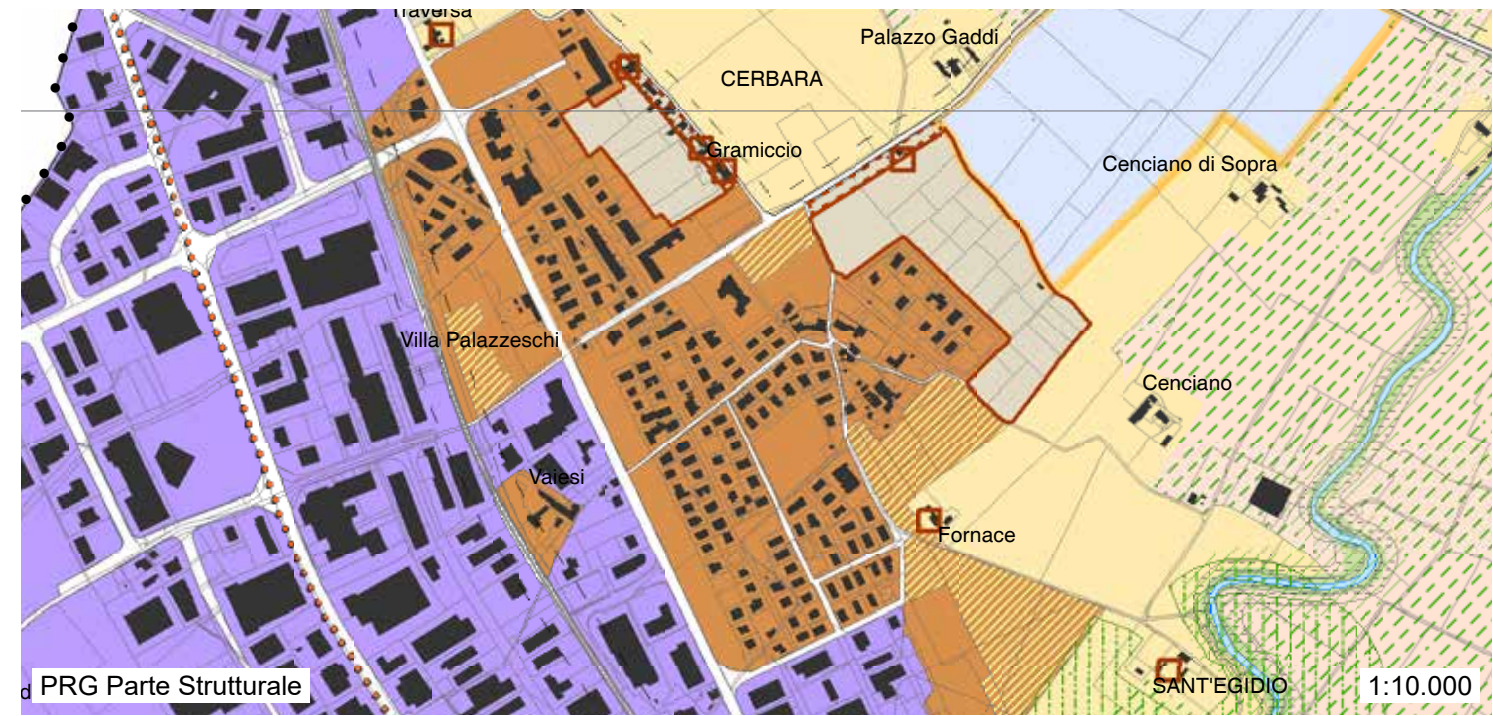 Traversa
Palazzo Gaddi
CERBARA
Gramiccio
Cenciano di Sopra
Villa Palazzeschi
Cenciano
Vaiesi
Fornace
SANT'EGIDIO
d
PRG Parte Strutturale
1:10.000